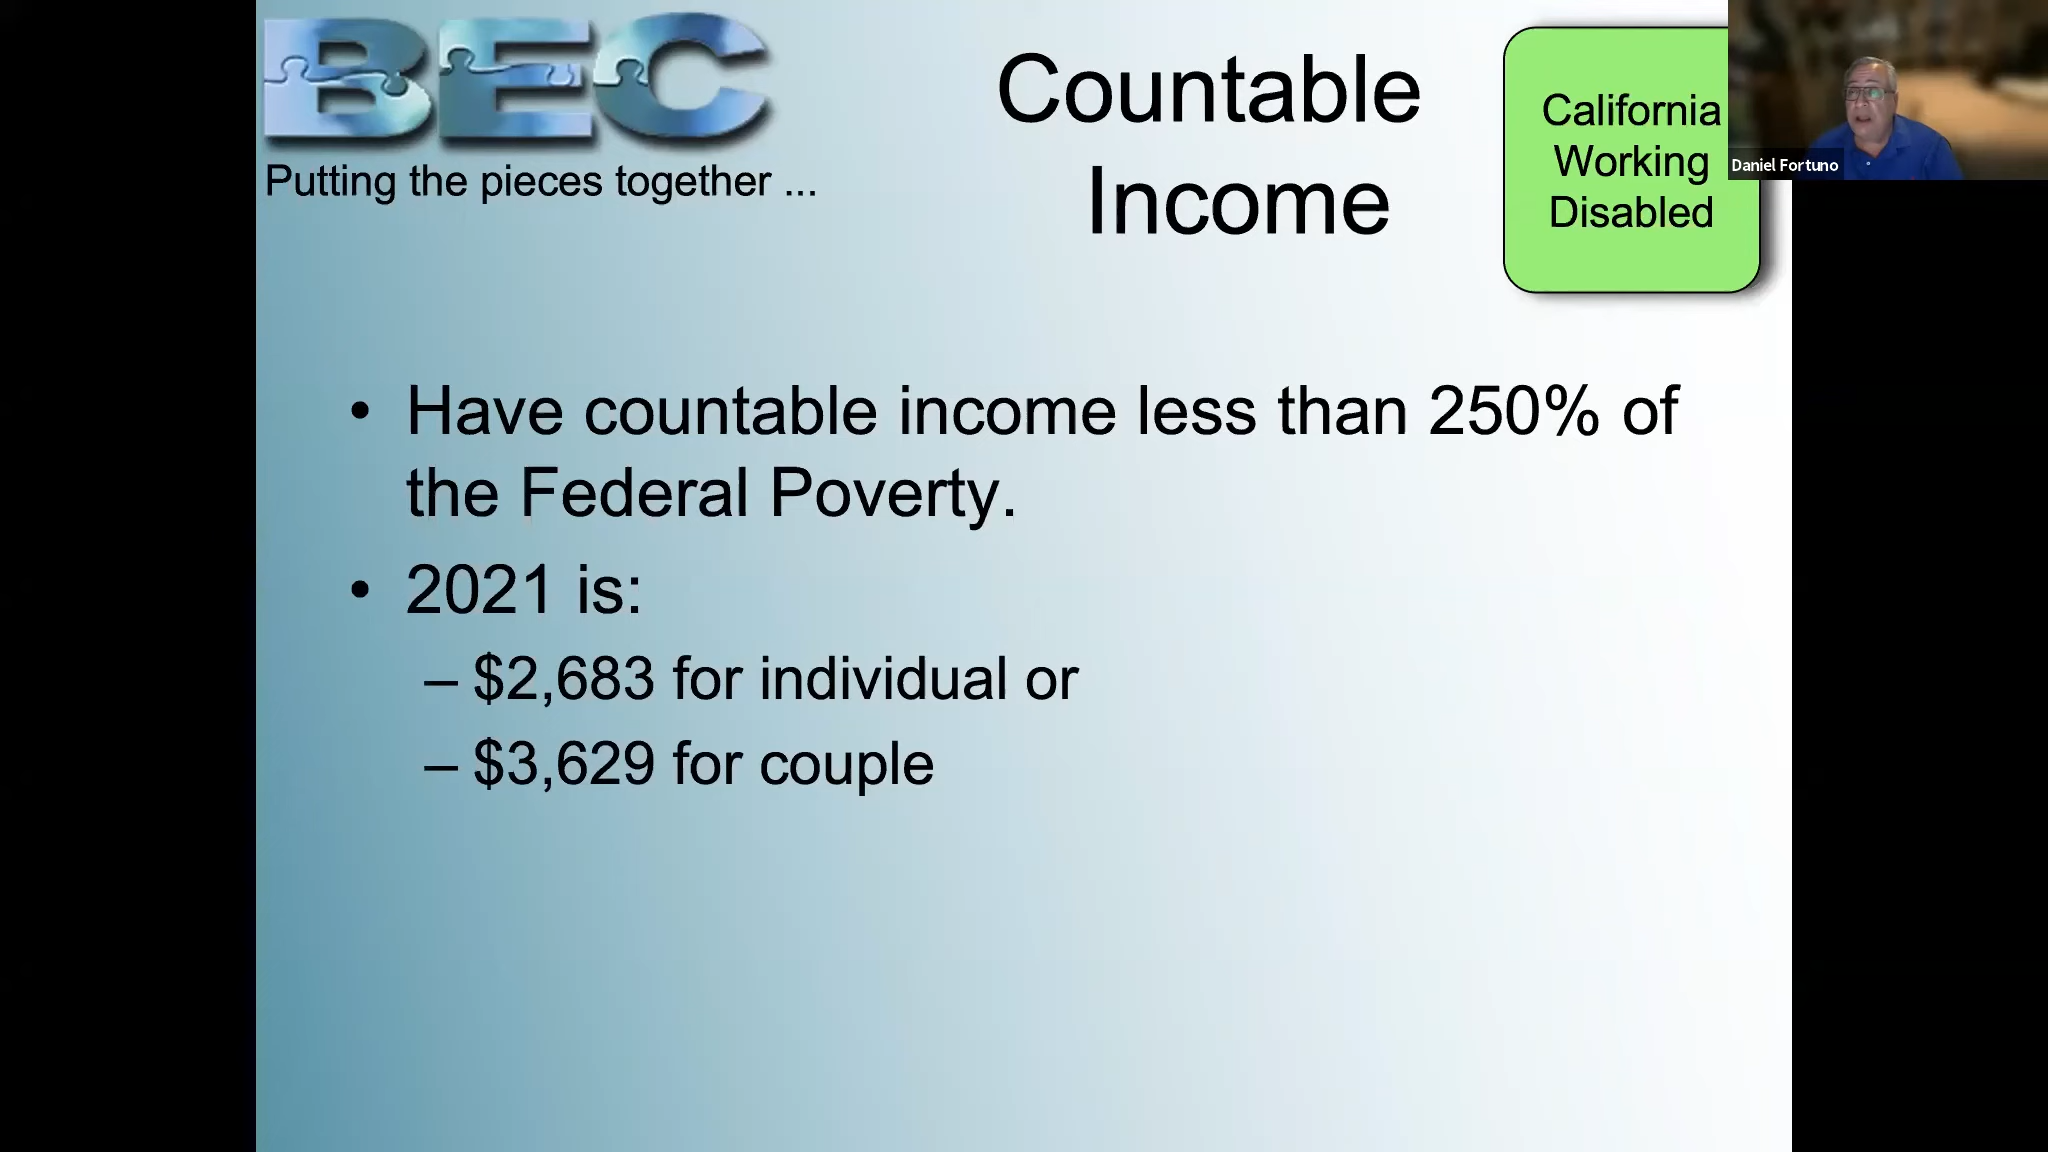 BEC
Putting the pieces together ...
Countable
Income
California
Working
Disabled
Daniel Fortuno
• Have countable income less than 250% of
the Federal Poverty.
• 2021 is:
– $2,683 for individual or
– $3,629 for couple